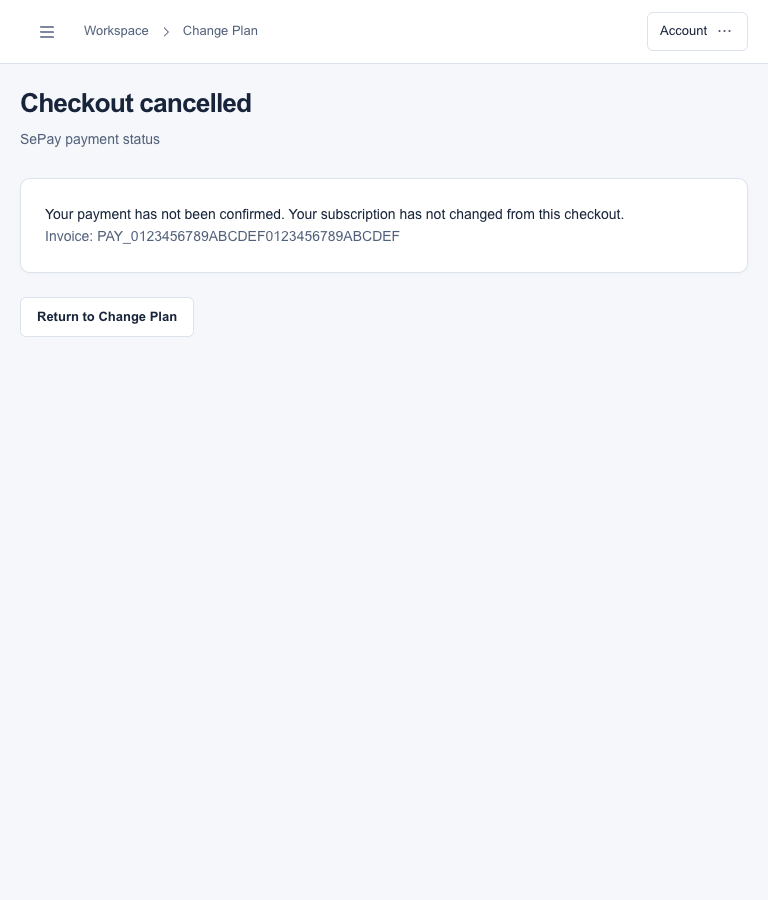 Workspace
Change Plan
Account
Checkout cancelled
SePay payment status
Your payment has not been confirmed. Your subscription has not changed from this checkout.
Invoice: PAY_0123456789ABCDEF0123456789ABCDEF
Return to Change Plan